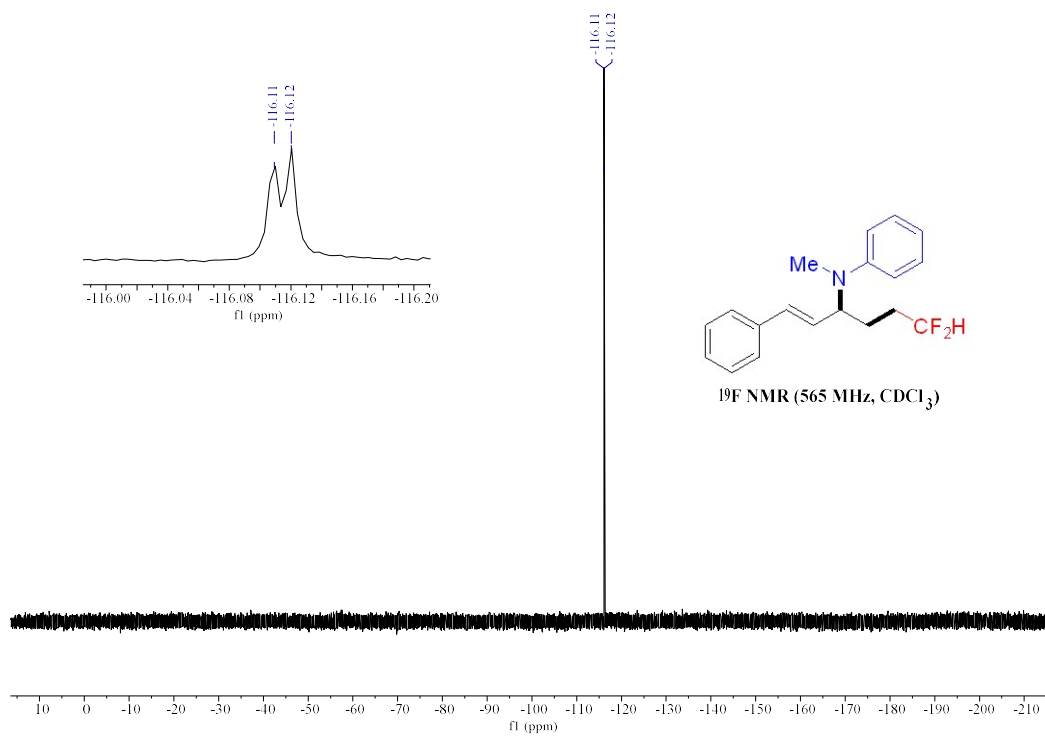 -116.11
-116.12
-116.11
-116.12
-116.00 -116.04 -116.08 -116.12 -116.16 -116.20
f1 (ppm)
Me
N
CF2H
19F NMR (565 MHz, CDCl3)
10 0 -10 -20 -30 -40 -50 -60 -70 -80 -90 -100 -110 -120 -130 -140 -150 -160 -170 -180 -190 -200 -210
f1 (ppm)